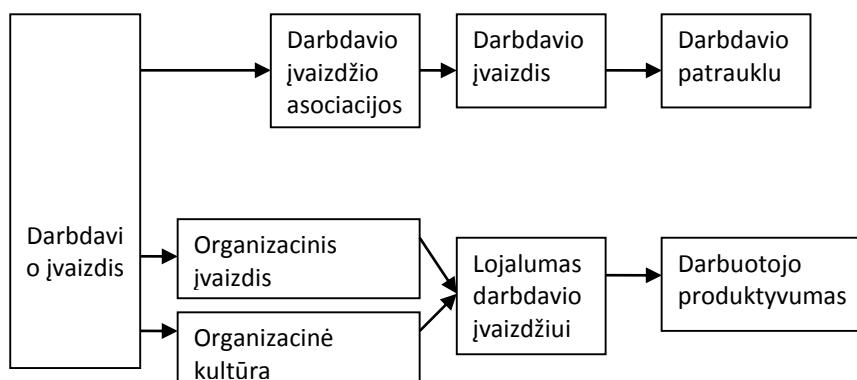 Darbdavio
įvaizdžio
asociacijos
Darbdavio
įvaizdis
Darbdavio
patrauklu
Darbdavi
o įvaizdis
Organizacinis
įvaizdis
Organizacinė
kultūra
Lojalumas
darbdavio
įvaizdžiui
Darbuotojo
produktyvumas